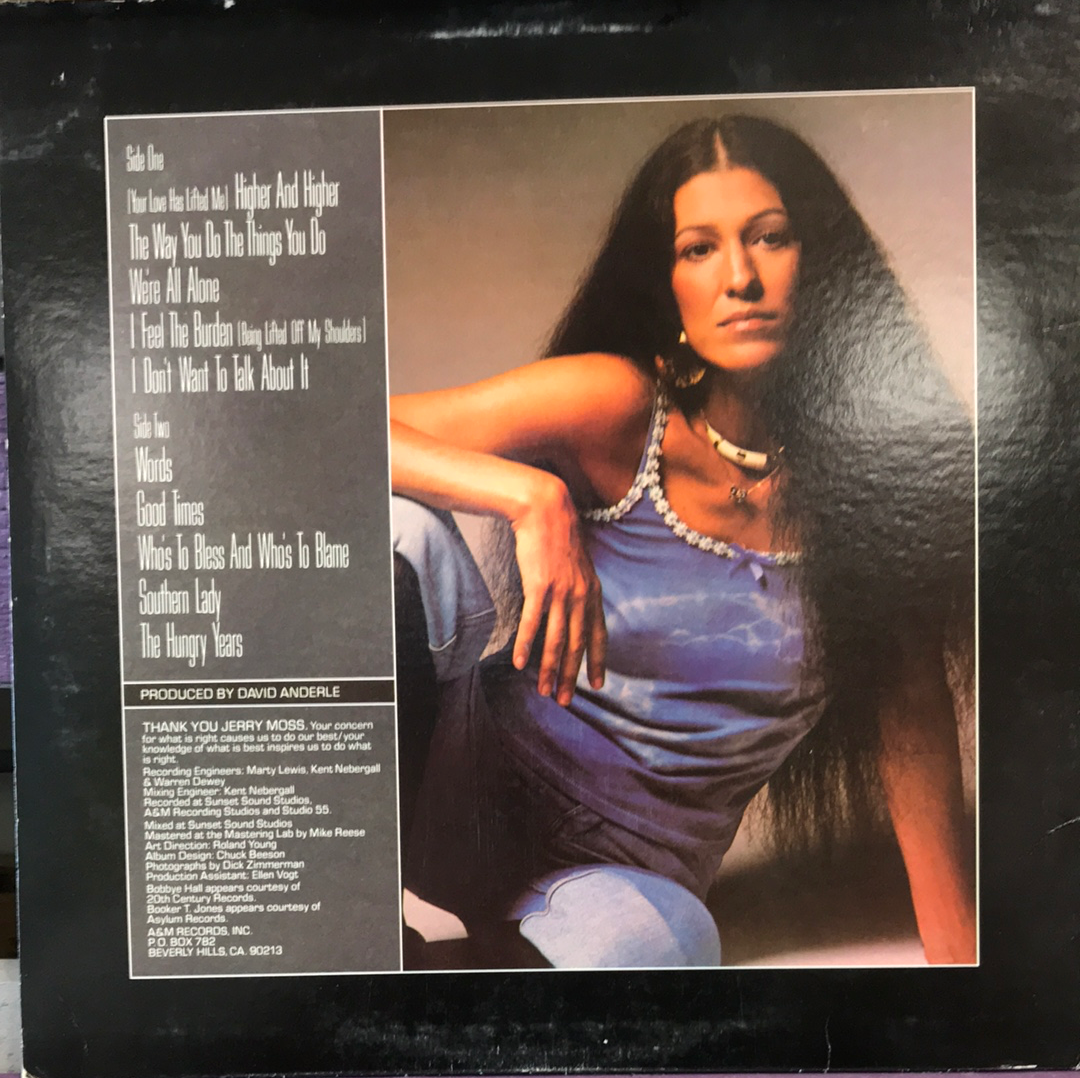 Side One
(Your Love Has Lifted Me) Higher And Higher
The Way You Do The Things You Do
We're All Alone
I Feel The Burden (Being Lifted Off My Shoulders)
I Don't Want To Talk About It
Side Two
Words
Good Times
Who's To Bless And Who's To Blame
Southern Lady
The Hungry Years
PRODUCED BY DAVID ANDERLE
THANK YOU JERRY MOSS. Your concern
for what is right causes us to do our best/your
knowledge of what is best inspires us to do what
is right.
Recording Engineers: Marty Lewis, Kent Nebergall
& Warren Dewey
Mixing Engineer: Kent Nebergall
Recorded at Sunset Sound Studios,
A&M Recording Studios and Studio 55.
Mixed at Sunset Sound Studios
Mastered at the Mastering Lab by Mike Reese
Art Direction: Roland Young
Album Design: Chuck Beeson
Photographs by Dick Zimmerman
Production Assistant: Ellen Vogt
Bobbye Hall appears courtesy of
20th Century Records.
Booker T. Jones appears courtesy of
Asylum Records.
A&M RECORDS, INC.
P.O. BOX 782
BEVERLY HILLS, CA. 90213